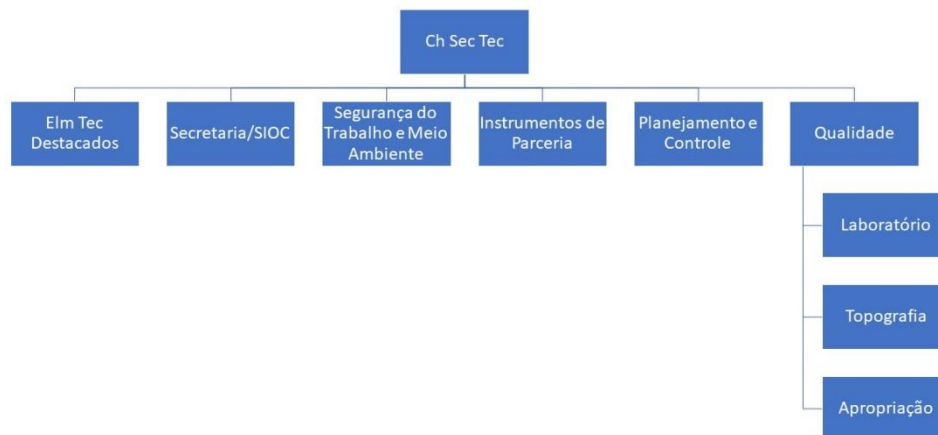 Ch Sec Tec
Elm Tec
Destacados
Secretaria/SIOC
Segurança do
Trabalho e Meio
Ambiente
Instrumentos de
Parceria
Planejamento e
Controle
Qualidade
Laboratório
Topografia
Apropriação